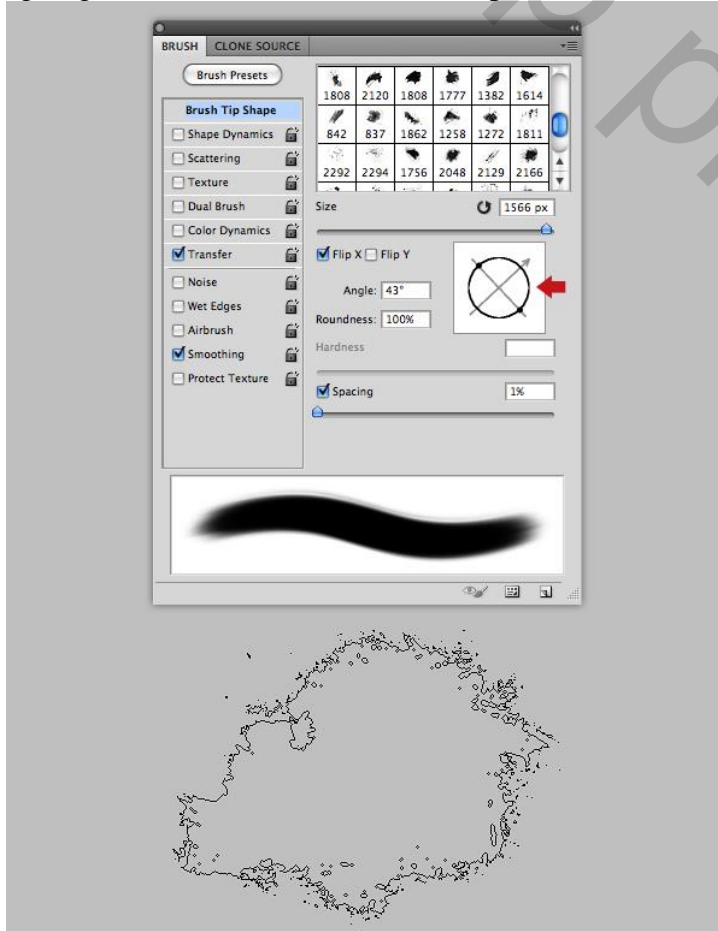 BRUSH CLONE SOURCE
Brush Presets
Brush Tip Shape
Shape Dynamics
Scattering
Texture
Dual Brush
Color Dynamics
Transfer
Noise
Wet Edges
Airbrush
Smoothing
Protect Texture
1808 2120 1808 1777 1382 1614
842 837 1862 1258 1272 1811
2292 2294 1756 2048 2129 2166
Size 1566 px
Flip X Flip Y
Angle: 43°
Roundness: 100%
Hardness
Spacing 1%